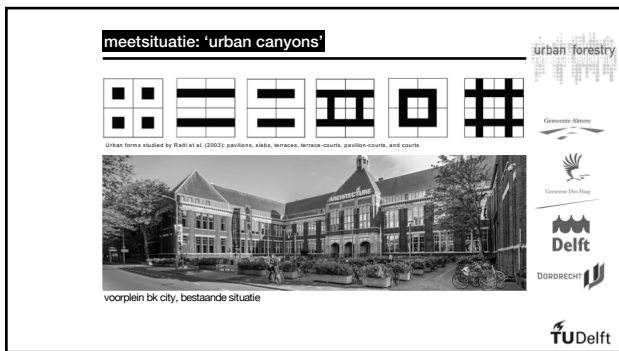 meetsituatie: ‘urban canyons’
urban forestry
Urban forms studied by Ratti et al. (2003): pavilions, slabs, terraces, terrace-courts, pavilion-courts, and courts
Gemeente Almere
ARCHITECTURE
Gemeente Den Haag
Delft
DORDRECHT
voorplein bk city, bestaande situatie
TUDelft